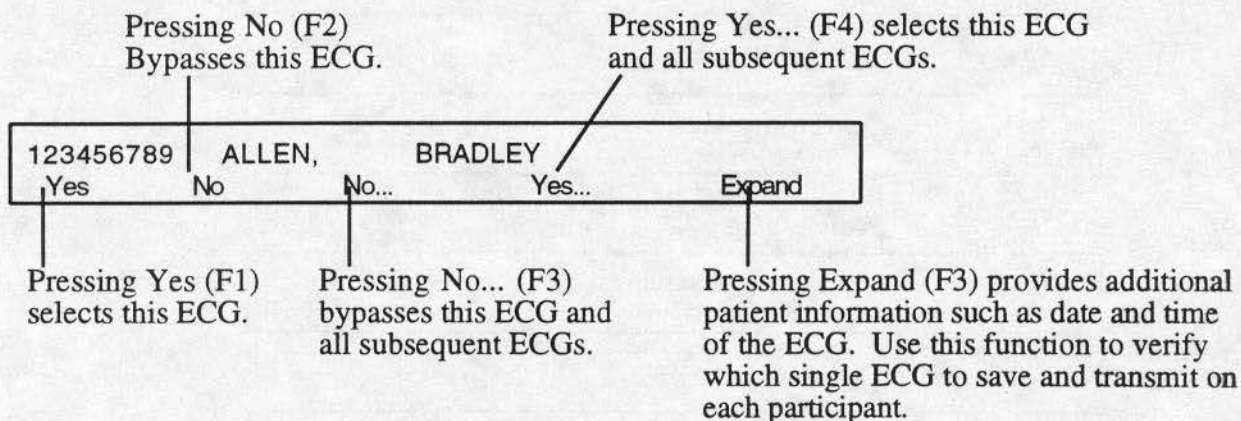 Pressing No (F2)
Bypasses this ECG.
Pressing Yes... (F4) selects this ECG
and all subsequent ECGs.
123456789 ALLEN, BRADLEY
Yes No No... Yes... Expand
Pressing Yes (F1)
selects this ECG.
Pressing No... (F3)
bypasses this ECG and
all subsequent ECGs.
Pressing Expand (F3) provides additional
patient information such as date and time
of the ECG. Use this function to verify
which single ECG to save and transmit on
each participant.